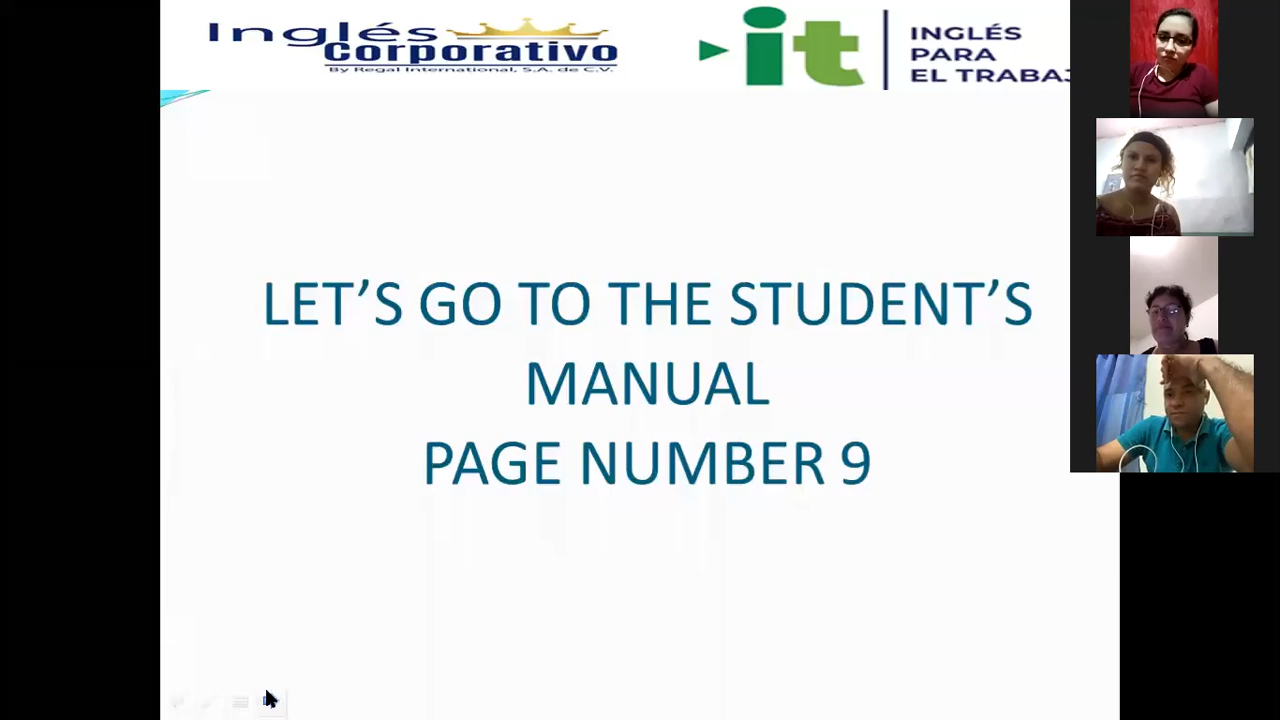 Inglés
Corporativo
By Regal International, S.A. de C.V.
it
INGLÉS
PARA
EL TRABAJ
LET’S GO TO THE STUDENT’S
MANUAL
PAGE NUMBER 9